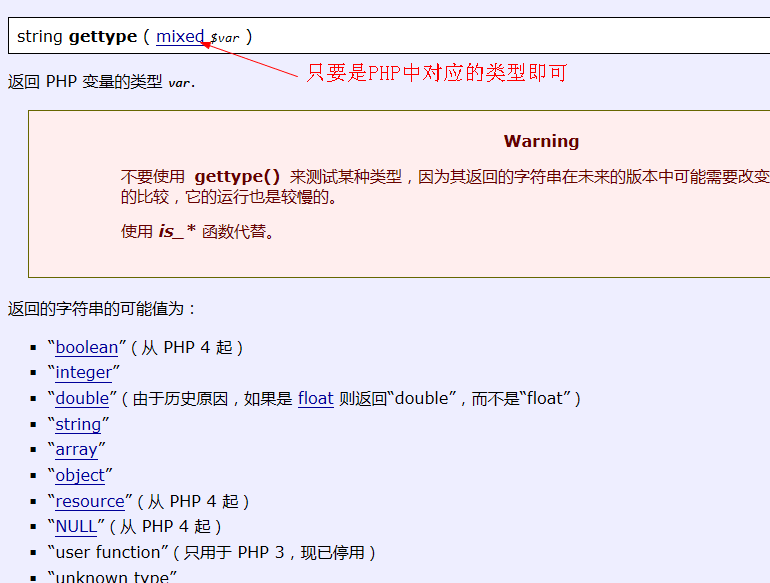 string gettype ( mixed $var )
只要是PHP中对应的类型即可
返回 PHP 变量的类型 var.
Warning
不要使用 gettype() 来测试某种类型，因为其返回的字符串在未来的版本中可能需要改变
的比较，它的运行也是较慢的。
使用 is_* 函数代替。
返回的字符串的可能值为：
▪ “boolean”（从 PHP 4 起）
▪ “integer”
▪ “double”（由于历史原因，如果是 float 则返回“double”，而不是“float”）
▪ “string”
▪ “array”
▪ “object”
▪ “resource”（从 PHP 4 起）
▪ “NULL”（从 PHP 4 起）
▪ “user function”（只用于 PHP 3，现已停用）
▪ “unknown type”